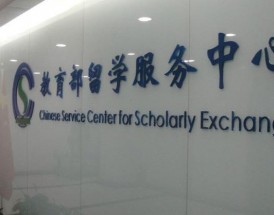 教育部留学服务中心
Chinese Service Center for Scholarly Exchang